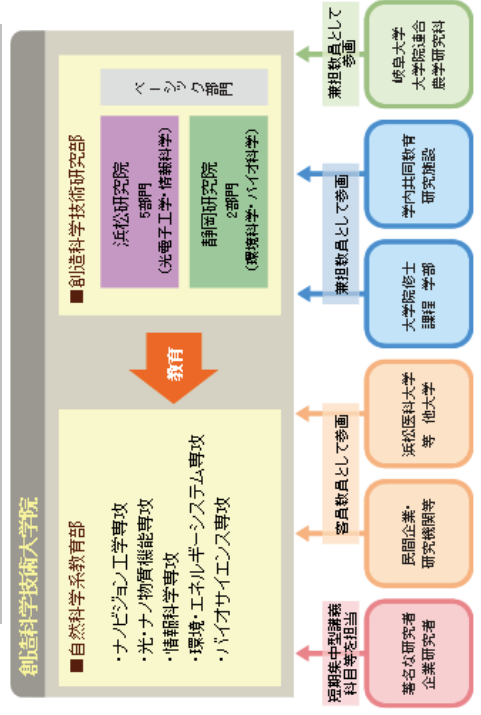 創造科学技術大学院
■自然科学系教育部
・ナノビジョン工学専攻
・光・ナノ物質機能専攻
・情報科学専攻
・環境・エネルギーシステム専攻
・バイオサイエンス専攻
教育
■創造科学技術研究部
浜松研究院
5部門
(光電子工学・情報科学)
静岡研究院
2部門
(環境科学・バイオ科学)
ベーシック部門
短期集中型講義
科目等を担当
客員教員として参画
兼担教員として参画
兼担教員として
参画
著名な研究者
企業研究者
民間企業・
研究機関等
浜松医科大学
等 他大学
大学院修士
課程 学部
学内共同教育
研究施設
岐阜大学
大学院連合
農学研究科